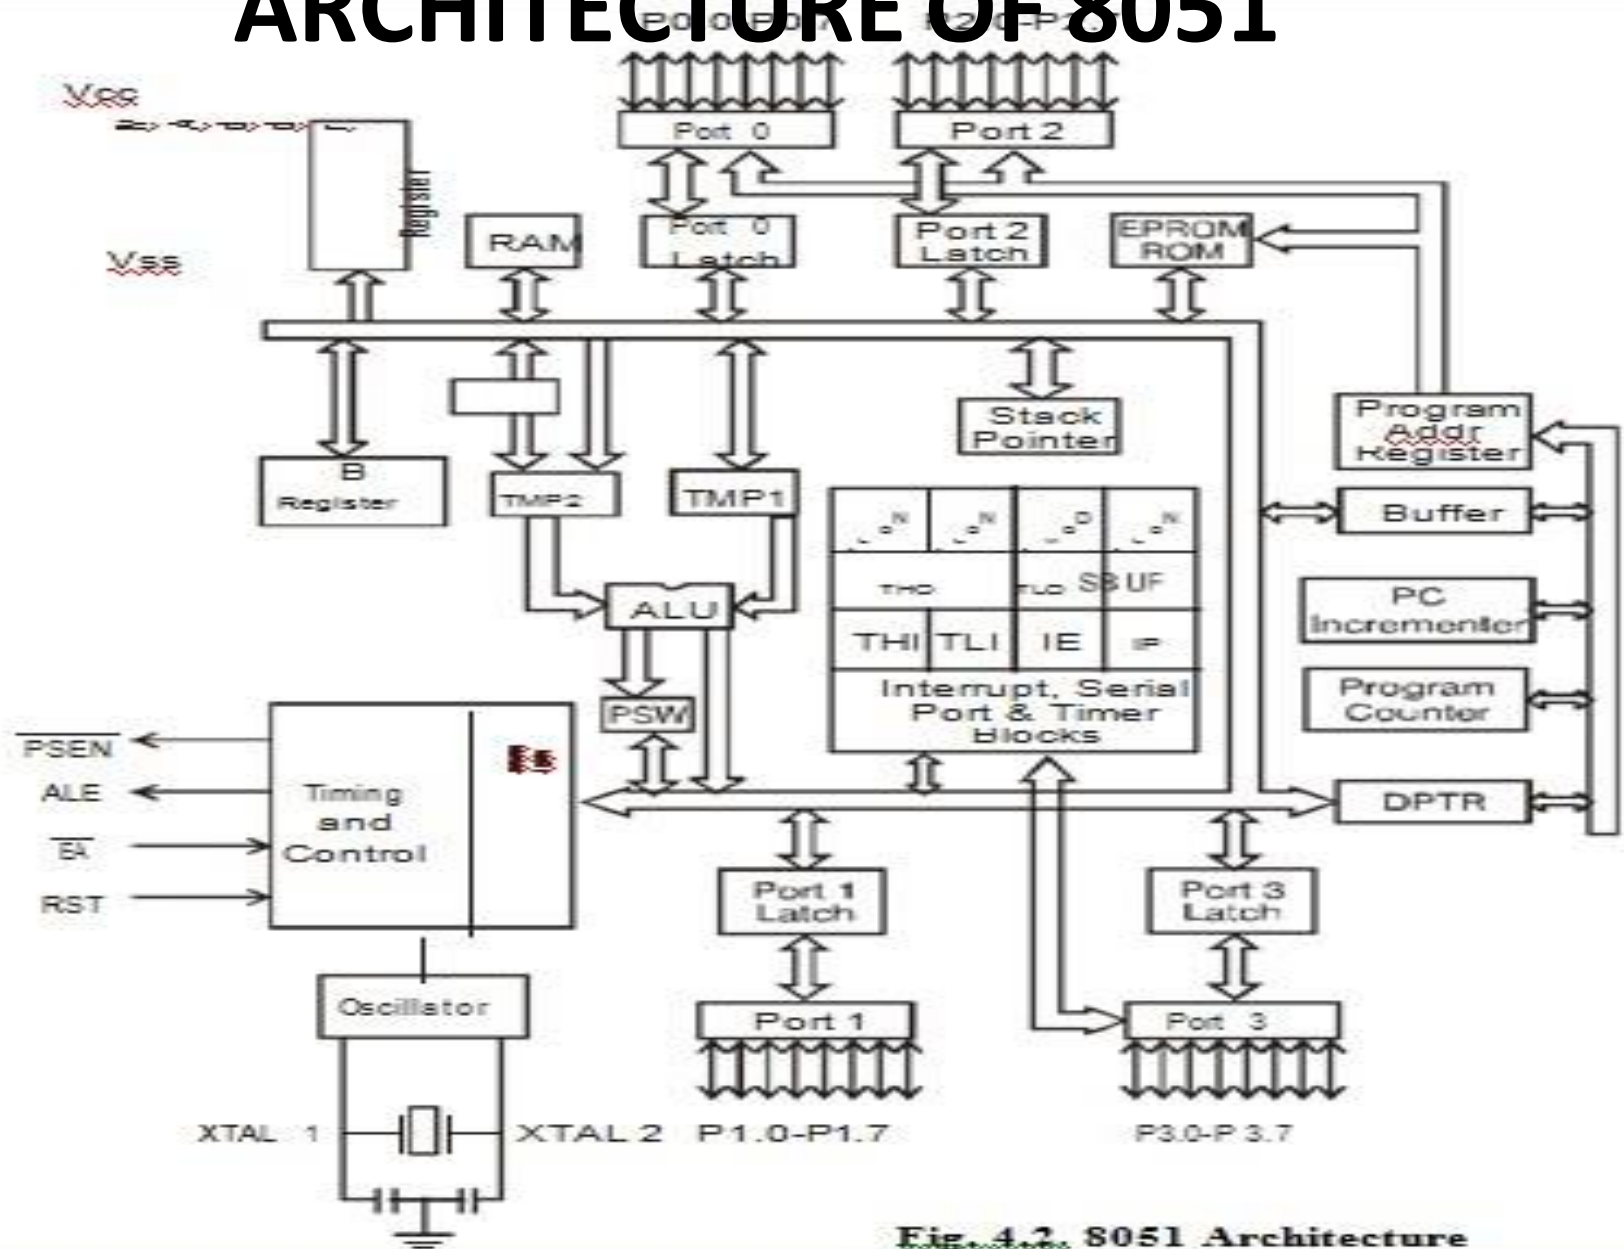 ARCHITECTURE OF 8051
Vcc
Port 0
Port 2
Register
RAM
Port 0
Latch
Port 2
Latch
EPROM
ROM
Vss
Stack
Pointer
Program
Addr
Register
B
Register
TMP2
TMP1
Buffer
ALU
SBUF
THI TLI IE IP
Interrupt, Serial
Port & Timer
Blocks
PC
Incrementer
Program
Counter
PSW
PSEN
ALE
EA
RST
Timing
and
Control
DPTR
Port 1
Latch
Port 3
Latch
Oscillator
Port 1
Port 3
XTAL 1
XTAL 2
P1.0-P1.7
P3.0-P 3.7
Fig. 4.2. 8051 Architecture